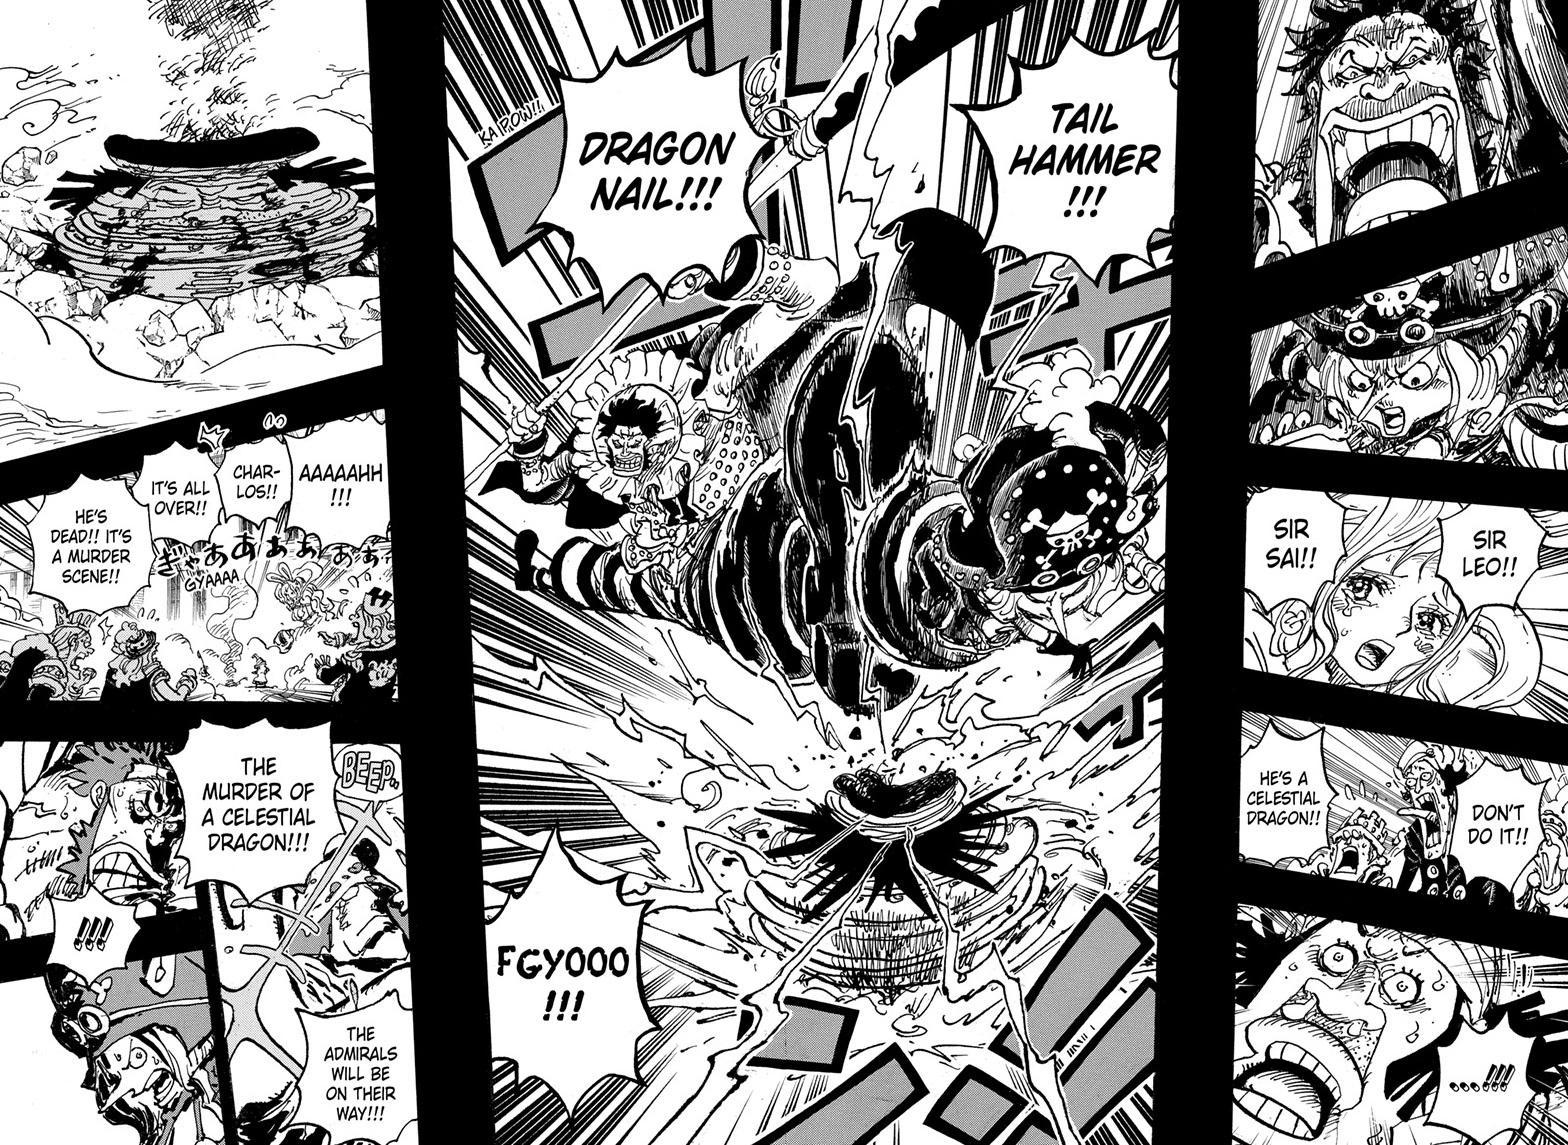 SIR
LEO!!
SIR
SAI!!
DON'T
DO IT!!
HE'S A
CELESTIAL
DRAGON!!
...!!!
TAIL
HAMMER
!!!
DRAGON
NAIL!!!
KAPOW!!
FGYOOO
!!!
AAAAAHH
!!!
CHAR-
LOS!!
IT'S ALL
OVER!!
HE'S
DEAD!! IT'S
A MURDER
SCENE!!
ぎゃああああああ
GYAAAA
BEEP..
THE
MURDER OF
A CELESTIAL
DRAGON!!!
!!!
THE
ADMIRALS
WILL BE
ON THEIR
WAY!!!